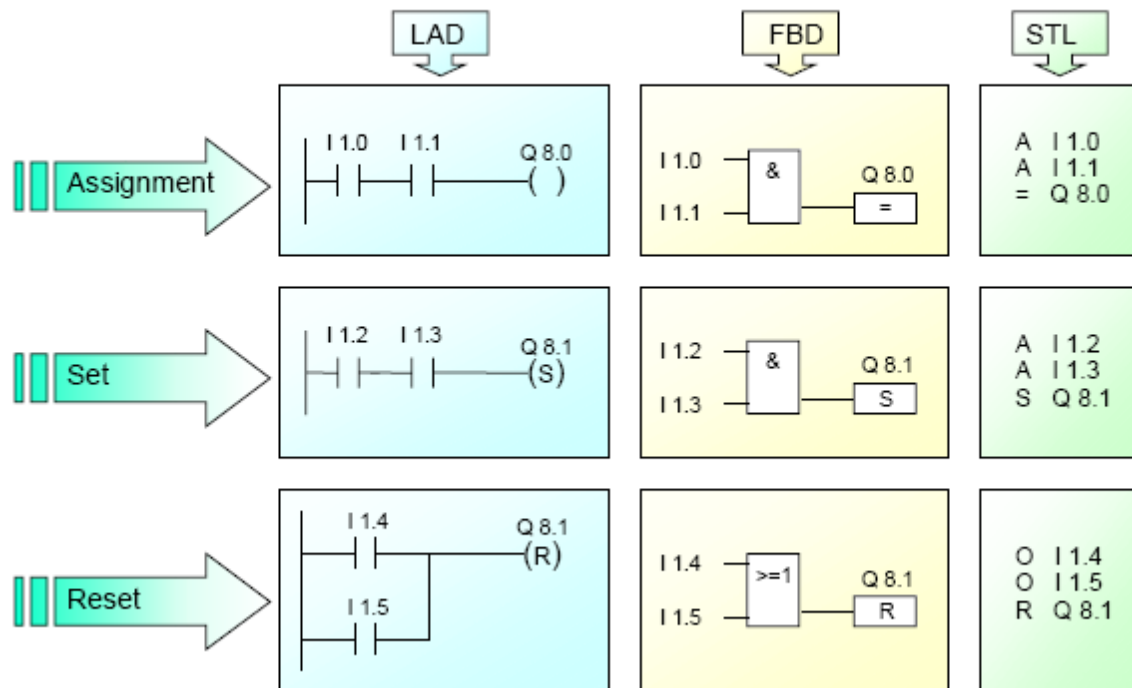 LAD
FBD
STL
Assignment
I 1.0 I 1.1 Q 8.0
( )
I 1.0
I 1.1
&
Q 8.0
=
A I 1.0
A I 1.1
= Q 8.0
Set
I 1.2 I 1.3 Q 8.1
(S)
I 1.2
I 1.3
&
Q 8.1
S
A I 1.2
A I 1.3
S Q 8.1
Reset
I 1.4 Q 8.1
(R)
I 1.5
I 1.4
I 1.5
>=1
Q 8.1
R
O I 1.4
O I 1.5
R Q 8.1